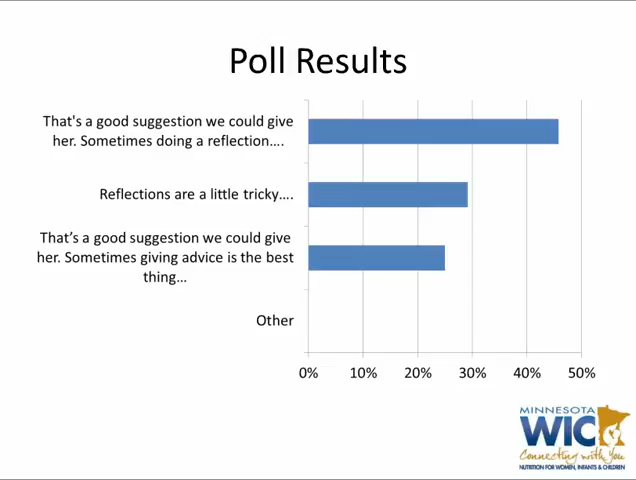 Poll Results
That's a good suggestion we could give
her. Sometimes doing a reflection....
Reflections are a little tricky....
That’s a good suggestion we could give
her. Sometimes giving advice is the best
thing…
Other
0% 10% 20% 30% 40% 50%
MINNESOTA
WIC
Connecting with You
NUTRITION FOR WOMEN, INFANTS & CHILDREN